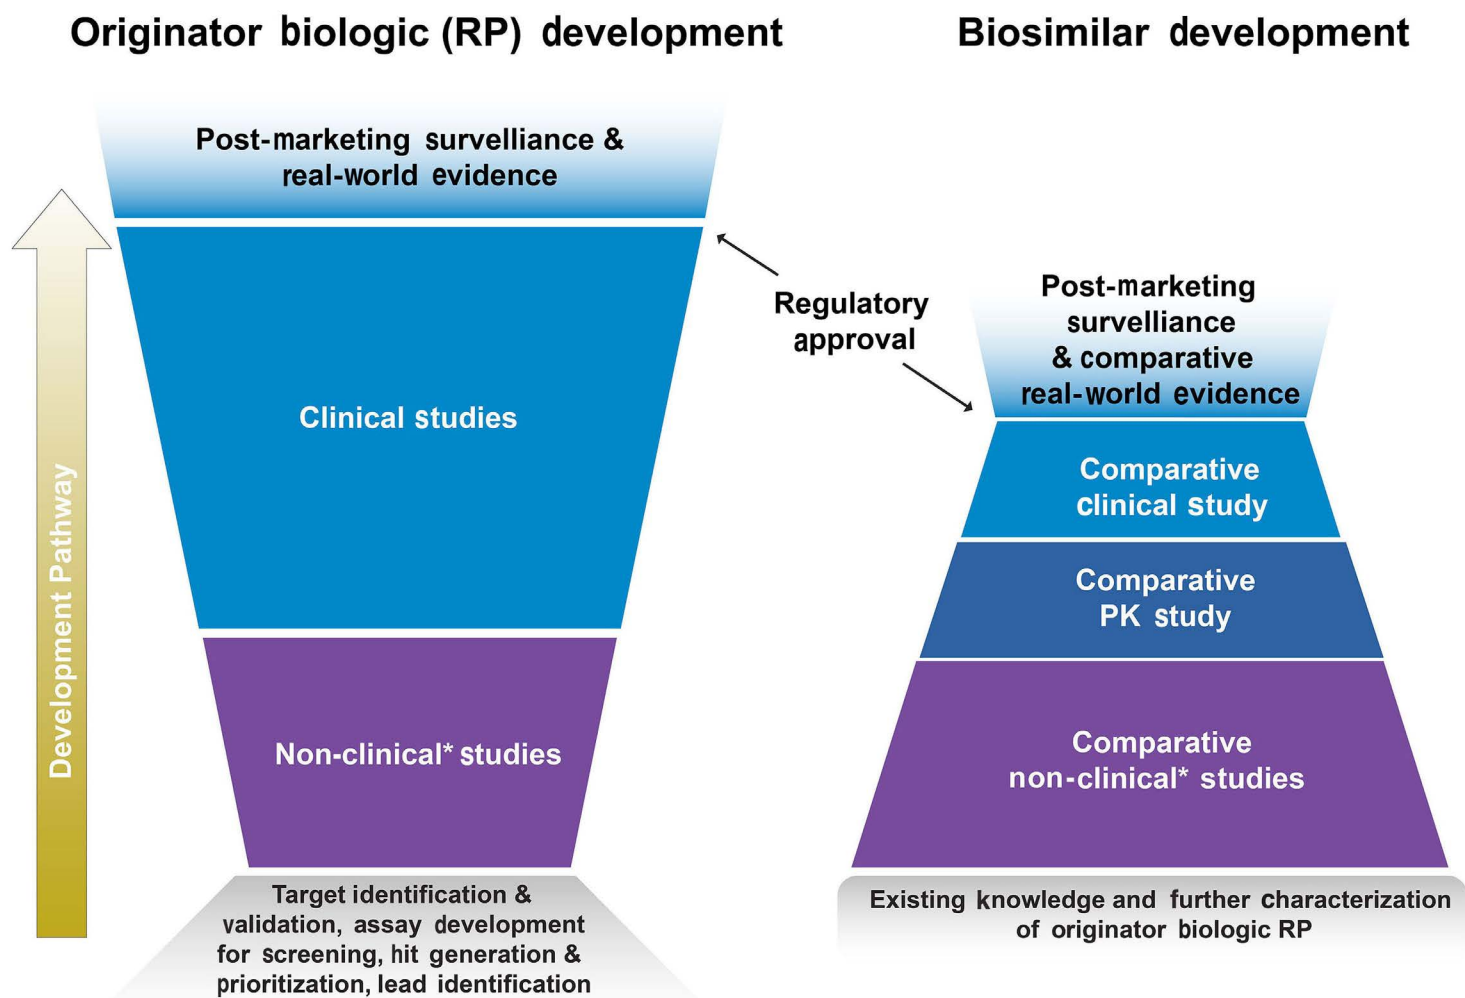 Originator biologic (RP) development
Post-marketing survelliance &
real-world evidence
Clinical studies
Non-clinical* studies
Target identification &
validation, assay development
for screening, hit generation &
prioritization, lead identification
Development Pathway
Regulatory
approval
Biosimilar development
Post-marketing
survelliance
& comparative
real-world evidence
Comparative
clinical study
Comparative
PK study
Comparative
non-clinical* studies
Existing knowledge and further characterization
of originator biologic RP